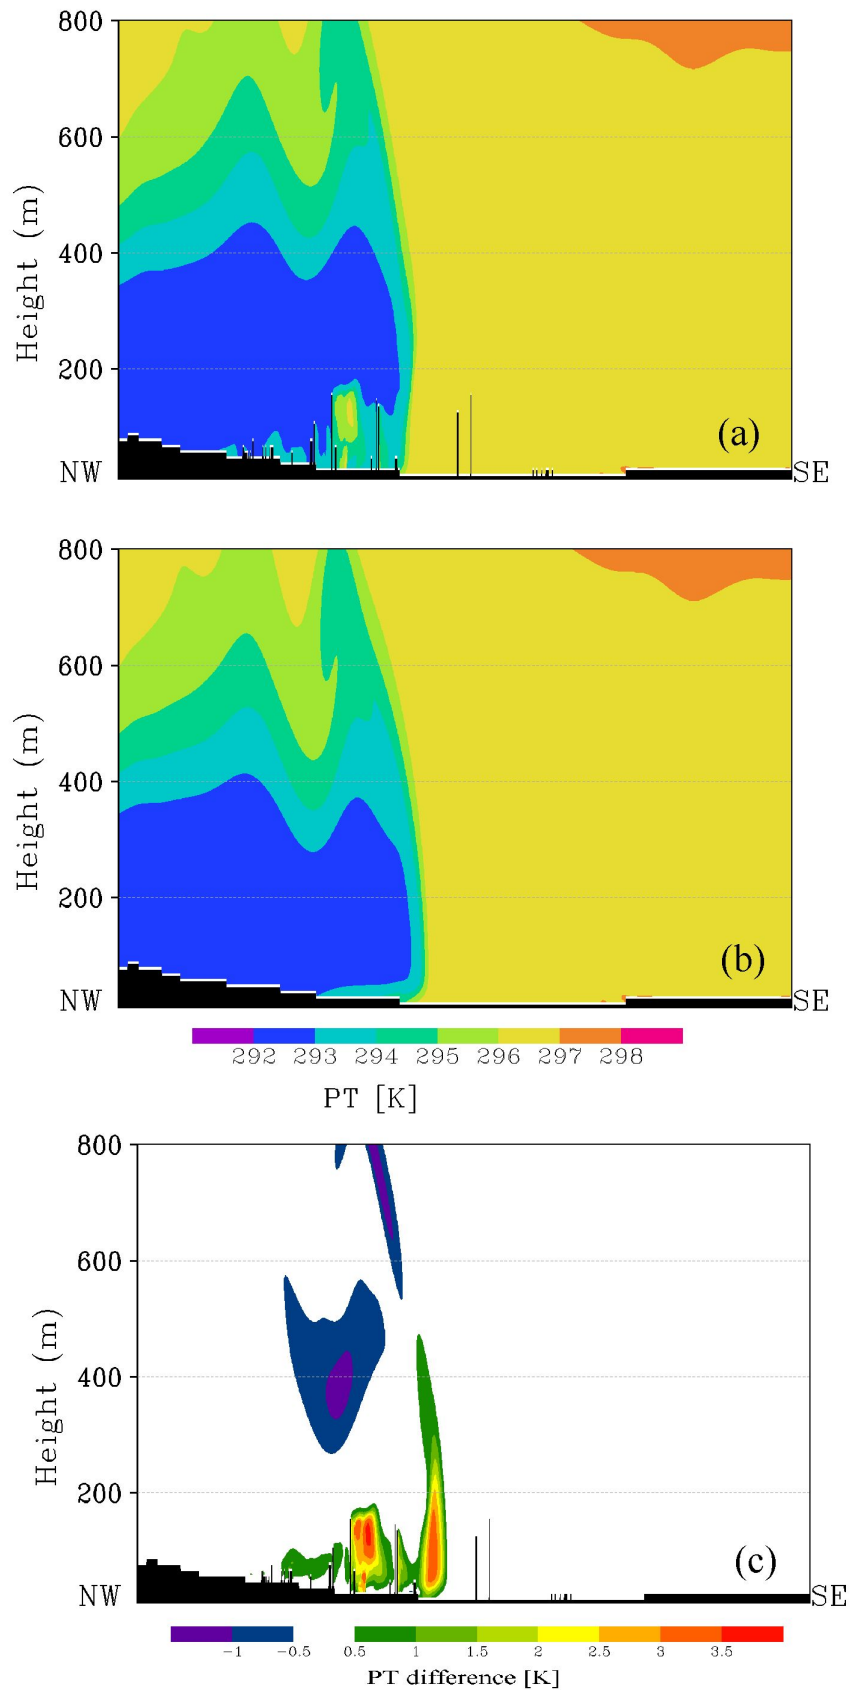 800
600
400
200
Height (m)
(a)
NW
SE
800
600
400
200
Height (m)
(b)
NW
SE
292 293 294 295 296 297 298
PT [K]
800
600
400
200
Height (m)
(c)
NW
SE
-1 -0.5 0.5 1 1.5 2 2.5 3 3.5
PT difference [K]